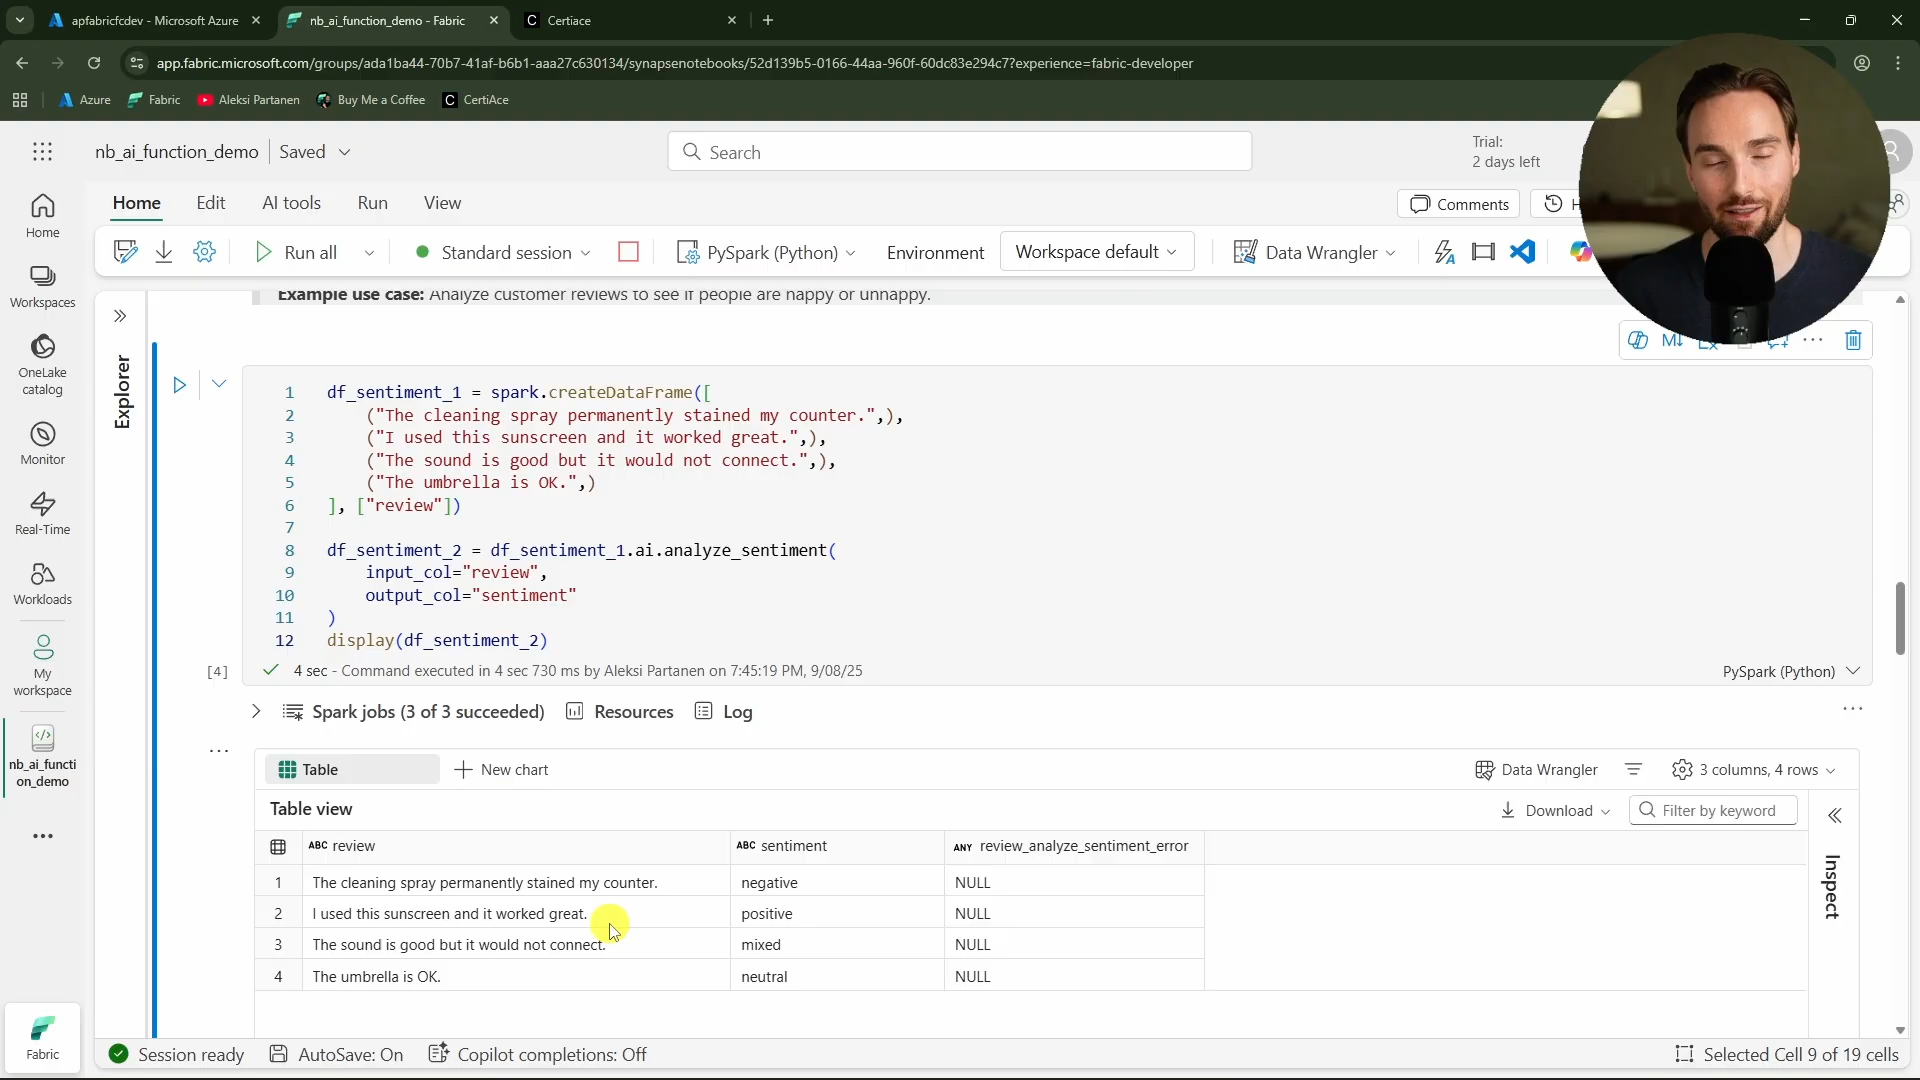 apfabricfcdev - Microsoft Azure
nb_ai_function_demo - Fabric
C Certiace
app.fabric.microsoft.com/groups/ada1ba44-70b7-41af-b6b1-aaa27c630134/synapsenotebooks/52d139b5-0166-44aa-960f-60dc83e294c7?experience=fabric-developer
Azure
Fabric
Aleksi Partanen
Buy Me a Coffee
C CertiAce
nb_ai_function_demo
Saved
Search
Trial:
2 days left
Home
Edit
AI tools
Run
View
Comments
Run all
Standard session
PySpark (Python)
Environment
Workspace default
Data Wrangler
Home
Workspaces
OneLake
catalog
Monitor
Real-Time
Workloads
My
workspace
nb_ai_functi
on_demo
Fabric
Explorer
Example use case: Analyze customer reviews to see if people are happy or unhappy.
M↓
1 df_sentiment_1 = spark.createDataFrame([
2 ("The cleaning spray permanently stained my counter.",),
3 ("I used this sunscreen and it worked great.",),
4 ("The sound is good but it would not connect.",),
5 ("The umbrella is OK.",)
6 ], ["review"])
7
8 df_sentiment_2 = df_sentiment_1.ai.analyze_sentiment(
9 input_col="review",
10 output_col="sentiment"
11 )
12 display(df_sentiment_2)
[4] 4 sec - Command executed in 4 sec 730 ms by Aleksi Partanen on 7:45:19 PM, 9/08/25
PySpark (Python)
Spark jobs (3 of 3 succeeded)
Resources
Log
Table
New chart
Data Wrangler
3 columns, 4 rows
Table view
Download
Filter by keyword
Inspect
ABC review ABC sentiment ANY review_analyze_sentiment_error
1 The cleaning spray permanently stained my counter. negative NULL
2 I used this sunscreen and it worked great. positive NULL
3 The sound is good but it would not connect. mixed NULL
4 The umbrella is OK. neutral NULL
Session ready
AutoSave: On
Copilot completions: Off
Selected Cell 9 of 19 cells